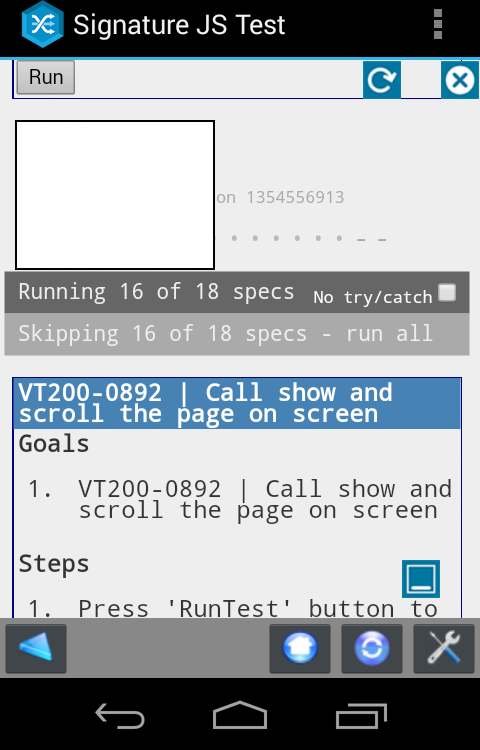 Signature JS Test
Run
on 1354556913
Running 16 of 18 specs
No try/catch
Skipping 16 of 18 specs - run all
VT200-0892 | Call show and
scroll the page on screen
Goals
1. VT200-0892 | Call show and
scroll the page on screen
Steps
1. Press 'RunTest' button to